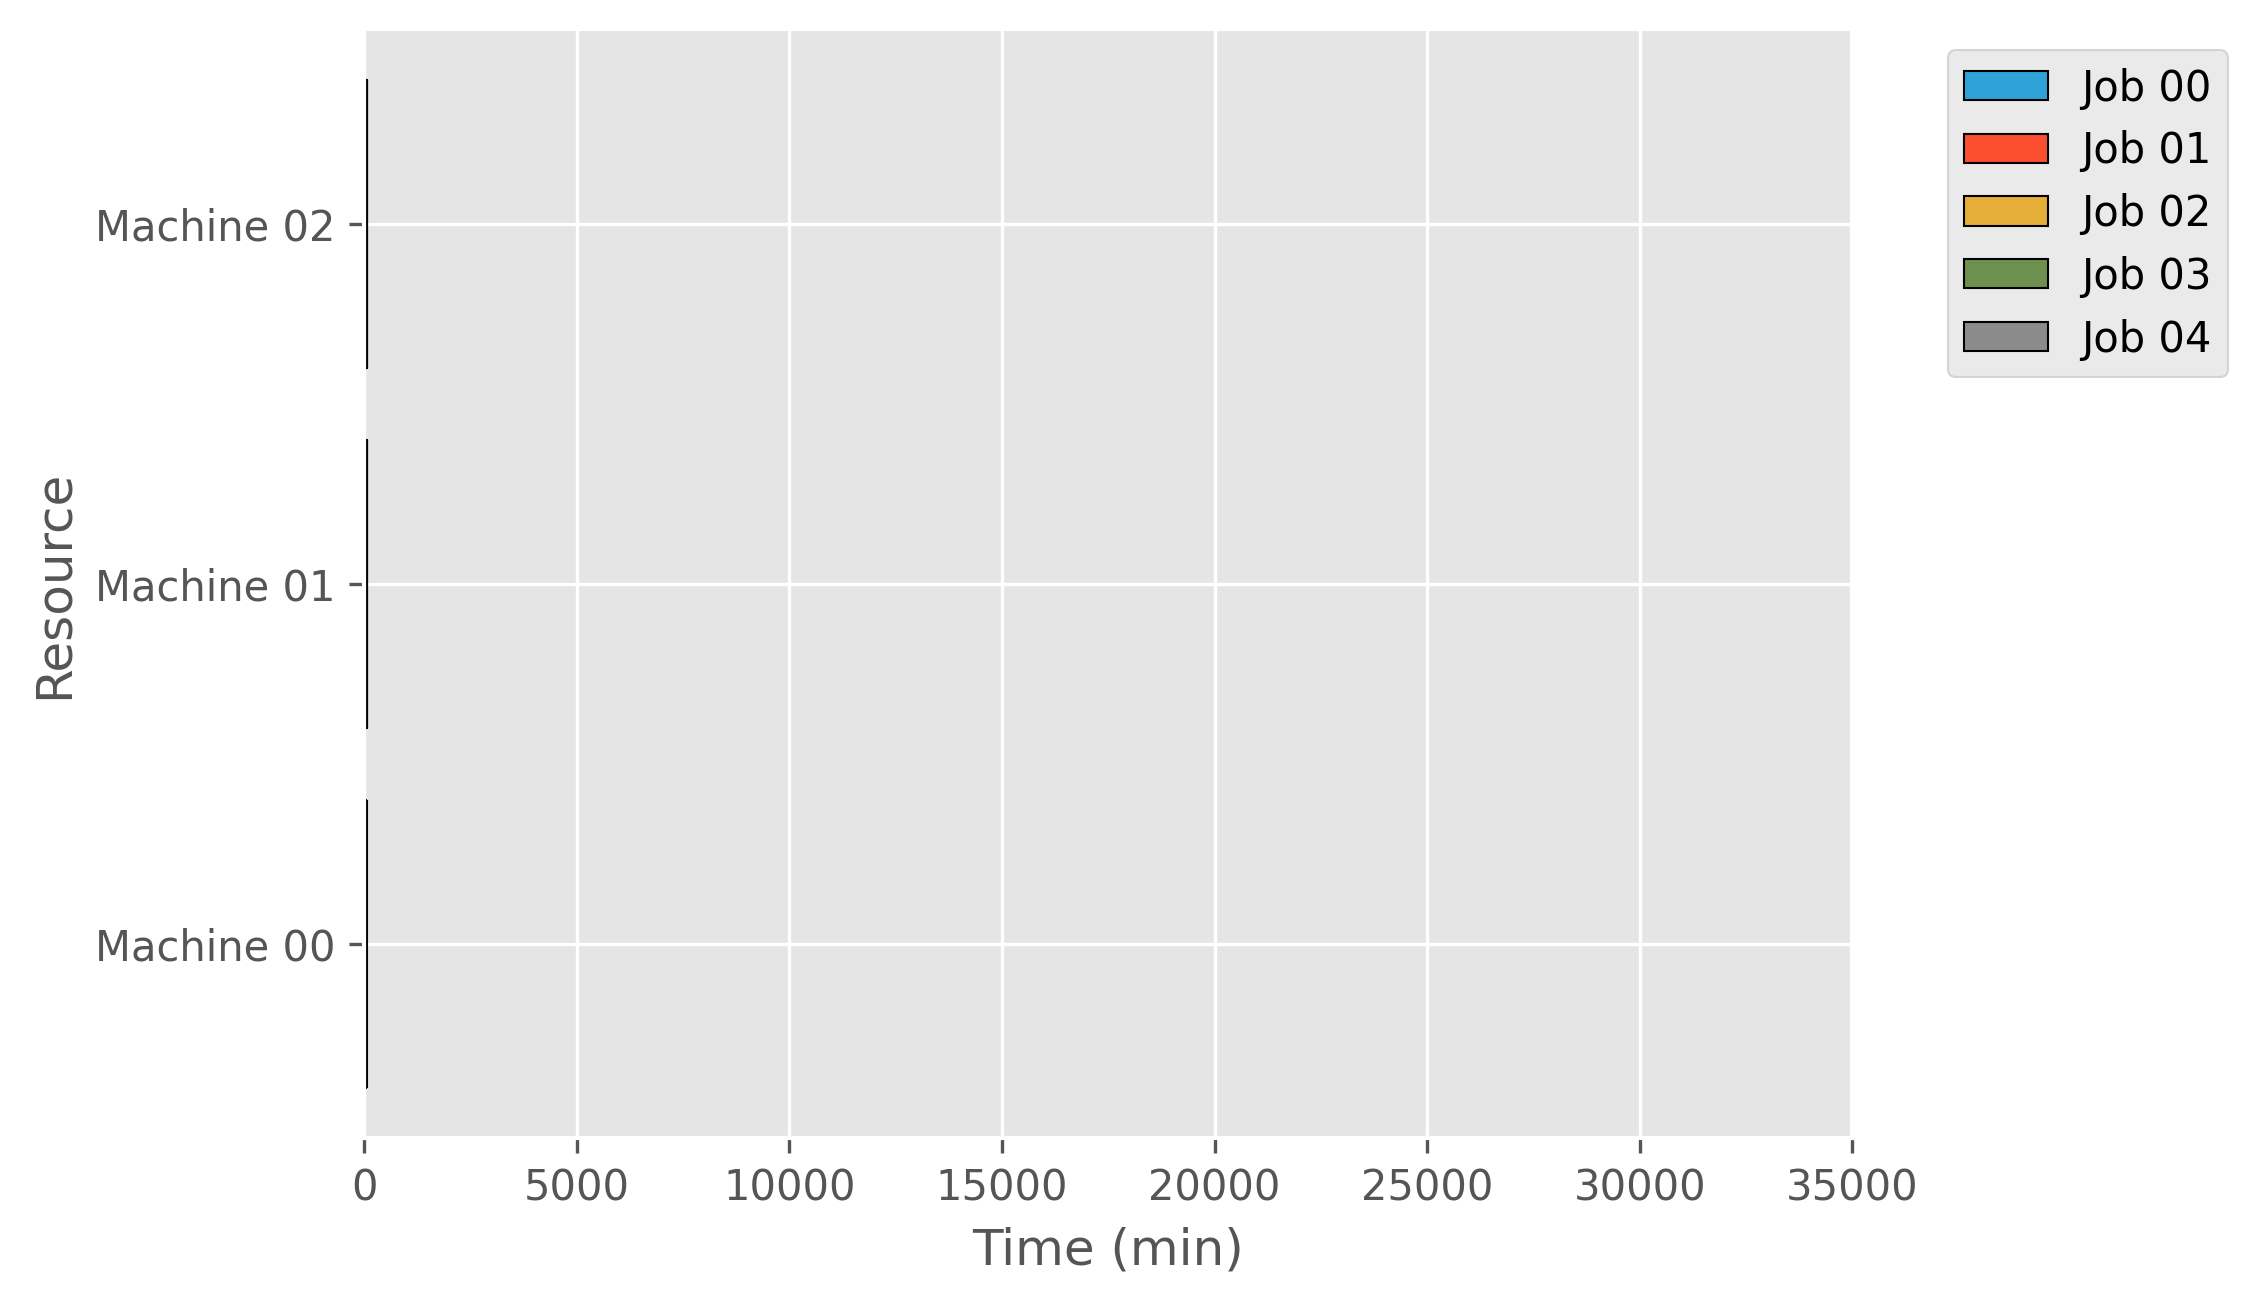 Job 00
Job 01
Job 02
Job 03
Job 04
Resource
Machine 02
Machine 01
Machine 00
0 5000 10000 15000 20000 25000 30000 35000
Time (min)